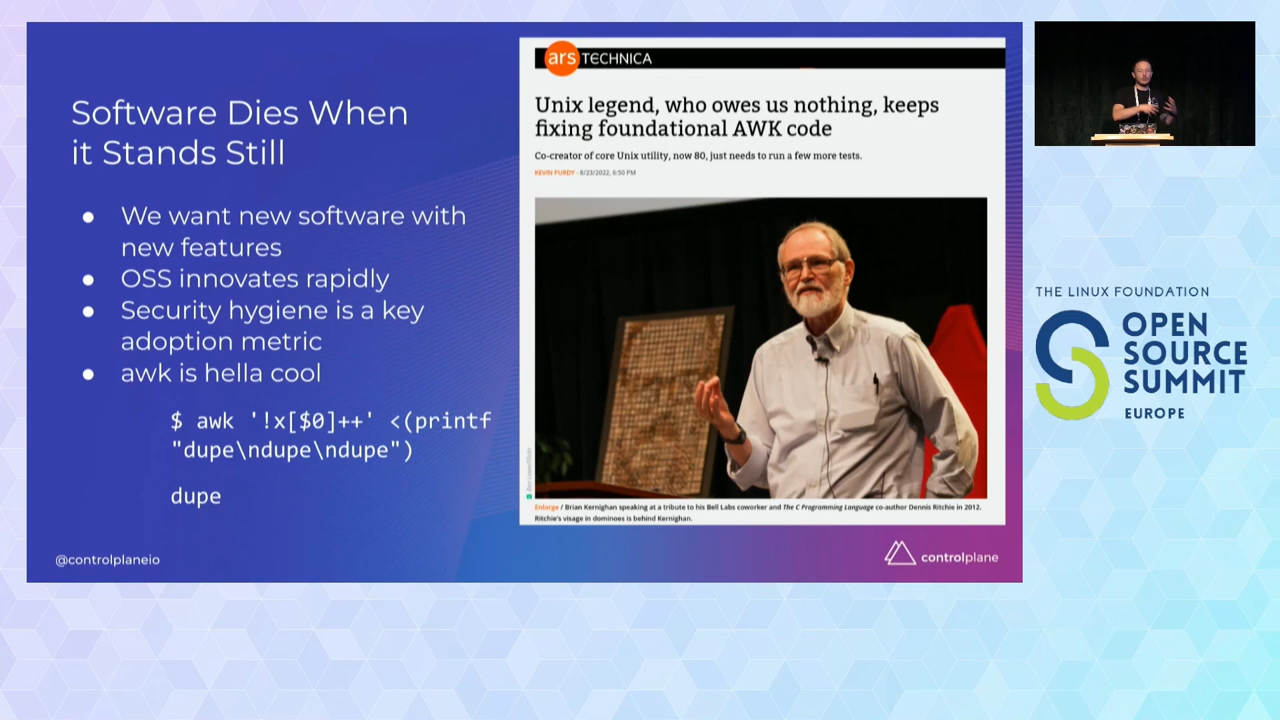 Software Dies When
it Stands Still
● We want new software with
new features
● OSS innovates rapidly
● Security hygiene is a key
adoption metric
● awk is hella cool
$ awk '!x[$0]++' <(printf
"dupe\ndupe\ndupe")
dupe
@controlplaneio
ars TECHNICA
Unix legend, who owes us nothing, keeps
fixing foundational AWK code
Co-creator of core Unix utility, now 80, just needs to run a few more tests.
KEVIN PURDY - 8/23/2022, 6:50 PM
Enlarge / Brian Kernighan speaking at a tribute to his Bell Labs coworker and The C Programming Language co-author Dennis Ritchie in 2012.
Ritchie's visage in dominoes is behind Kernighan.
controlplane
THE LINUX FOUNDATION
OPEN
SOURCE
SUMMIT
EUROPE